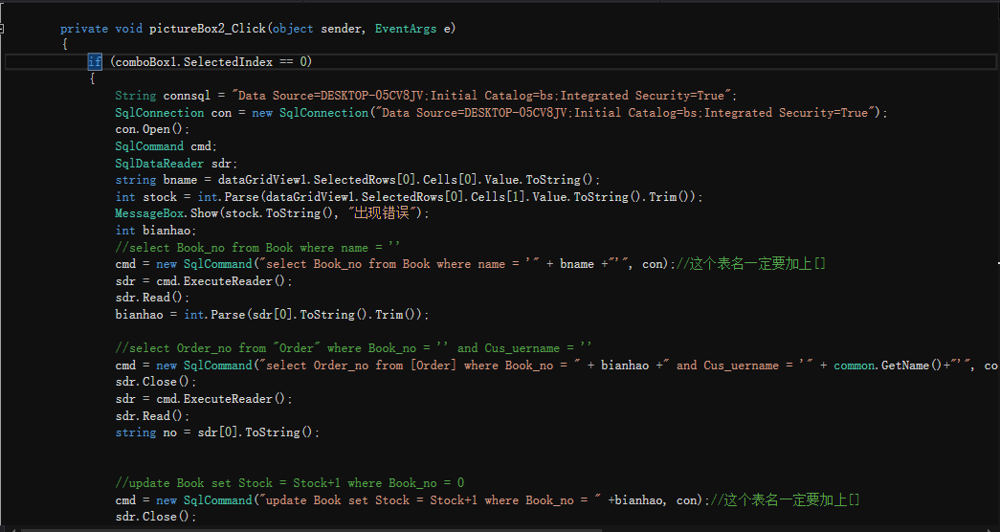 private void pictureBox2_Click(object sender, EventArgs e)
{
if (comboBox1.SelectedIndex == 0)
{
String connsql = "Data Source=DESKTOP-05CV8JV;Initial Catalog=bs;Integrated Security=True";
SqlConnection con = new SqlConnection("Data Source=DESKTOP-05CV8JV;Initial Catalog=bs;Integrated Security=True");
con.Open();
SqlCommand cmd;
SqlDataReader sdr;
string bname = dataGridView1.SelectedRows[0].Cells[0].Value.ToString();
int stock = int.Parse(dataGridView1.SelectedRows[0].Cells[1].Value.ToString().Trim());
MessageBox.Show(stock.ToString(), "出现错误");
int bianhao;
//select Book_no from Book where name = ''
cmd = new SqlCommand("select Book_no from Book where name = '" + bname +"'", con);//这个表名一定要加上[]
sdr = cmd.ExecuteReader();
sdr.Read();
bianhao = int.Parse(sdr[0].ToString().Trim());
//select Order_no from "Order" where Book_no = '' and Cus_uername = ''
cmd = new SqlCommand("select Order_no from [Order] where Book_no = " + bianhao +" and Cus_uername = '" + common.GetName()+"'", co
sdr.Close();
sdr = cmd.ExecuteReader();
sdr.Read();
string no = sdr[0].ToString();
//update Book set Stock = Stock+1 where Book_no = 0
cmd = new SqlCommand("update Book set Stock = Stock+1 where Book_no = " +bianhao, con);//这个表名一定要加上[]
sdr.Close();